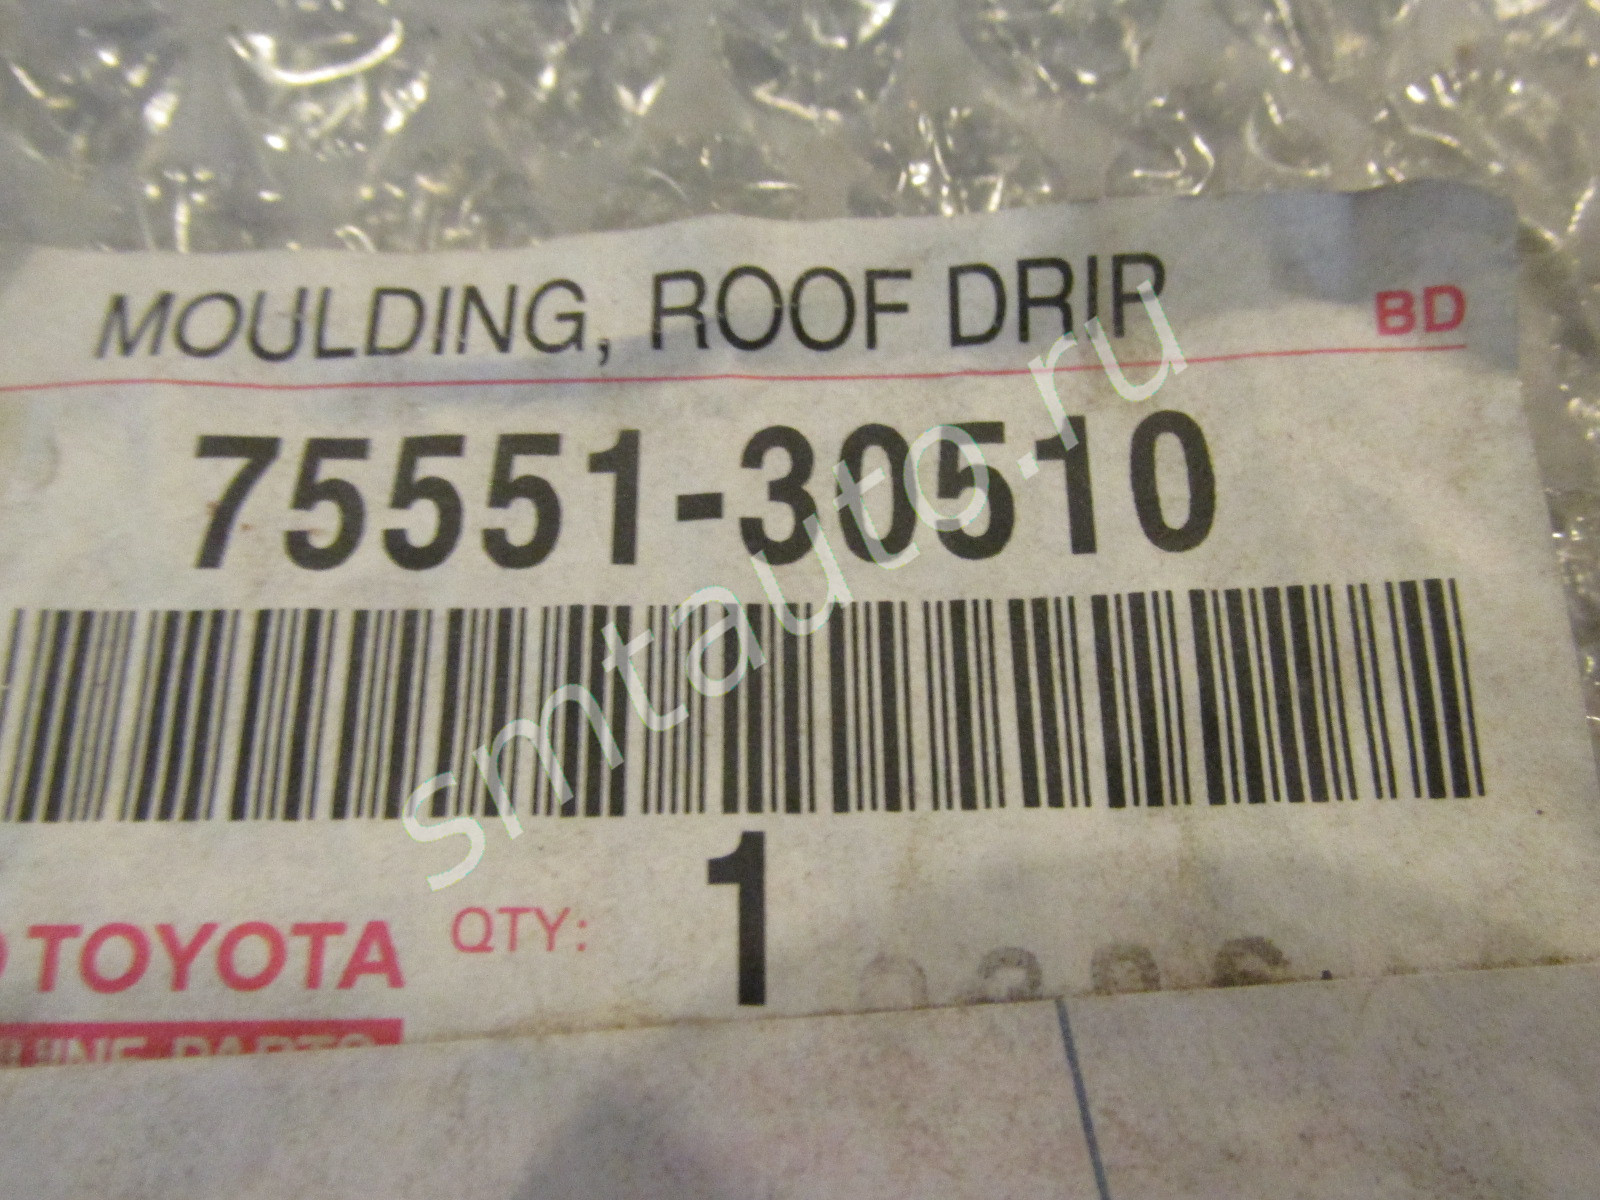 MOULDING, ROOF DRIP
BD
75551-30510
smtauto.ru
QTY: 1
TOYOTA